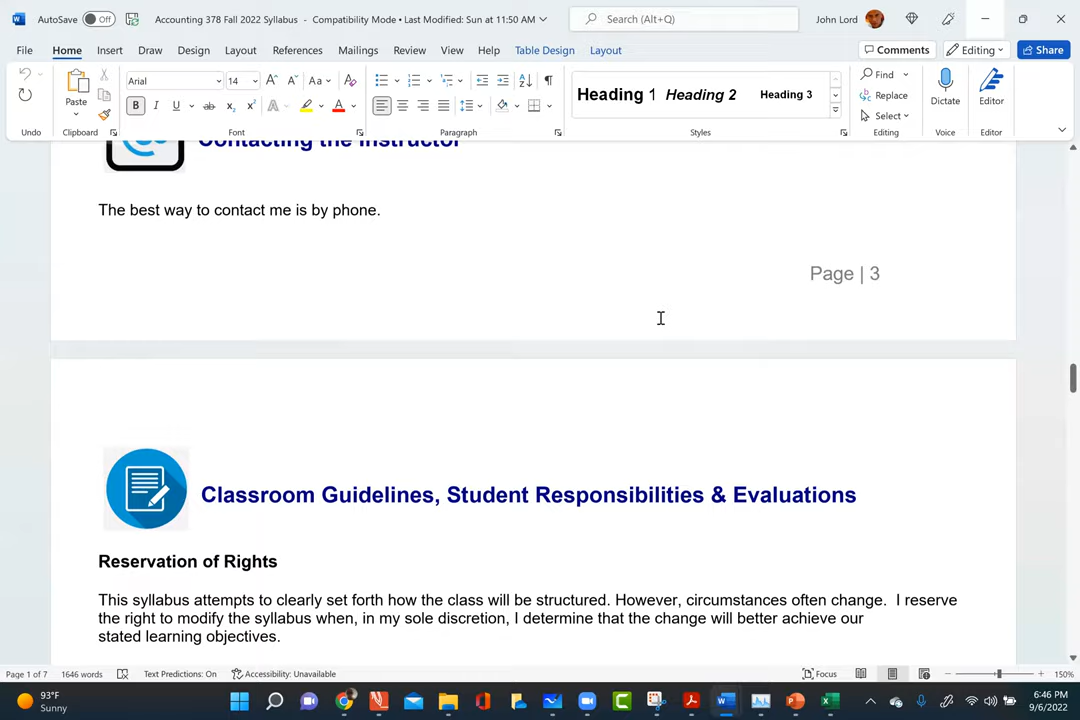 AutoSave Off Accounting 378 Fall 2022 Syllabus - Compatibility Mode • Last Modified: Sun at 11:50 AM Search (Alt+Q) John Lord
File Home Insert Draw Design Layout References Mailings Review View Help Table Design Layout Comments Editing Share
Arial 14 A A Aa A Find
Paste Heading 1 Heading 2 Heading 3 Replace Dictate Editor
B I U ab x₂ x² A A Select
Undo Clipboard Font Paragraph Styles Editing Voice Editor
Contacting the Instructor
The best way to contact me is by phone.
Page | 3
Classroom Guidelines, Student Responsibilities & Evaluations
Reservation of Rights
This syllabus attempts to clearly set forth how the class will be structured. However, circumstances often change. I reserve
the right to modify the syllabus when, in my sole discretion, I determine that the change will better achieve our
stated learning objectives.
Page 1 of 7 1646 words Text Predictions: On Accessibility: Unavailable Focus 150%
93°F
Sunny
6:46 PM
9/6/2022